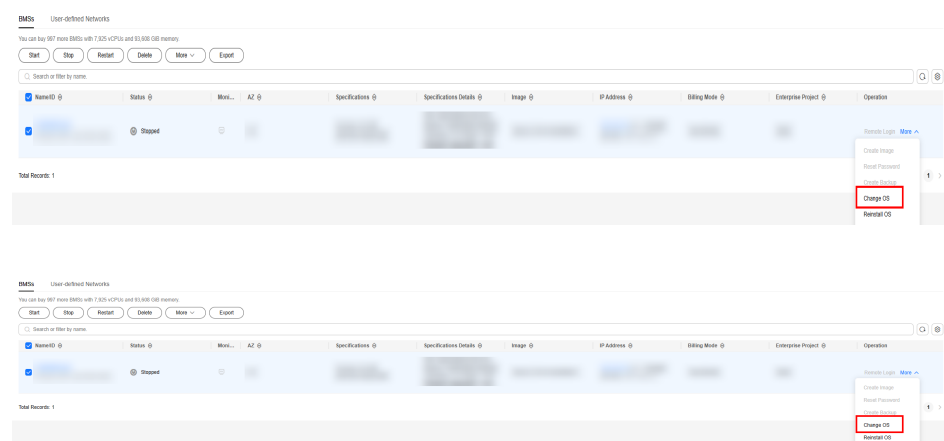 BMSs User-defined Networks
You can buy 997 more BMSs with 7,925 vCPUs and 93,608 GiB memory.
Start Stop Restart Delete More Export
Search or filter by name.
Name/ID Status Moni... AZ Specifications Specifications Details Image IP Address Billing Mode Enterprise Project Operation
Stopped Remote Login More
Create Image
Reset Password
Total Records: 1 1
Create Backup
Change OS
Reinstall OS
BMSs User-defined Networks
You can buy 997 more BMSs with 7,925 vCPUs and 93,608 GiB memory.
Start Stop Restart Delete More Export
Search or filter by name.
Name/ID Status Moni... AZ Specifications Specifications Details Image IP Address Billing Mode Enterprise Project Operation
Stopped Remote Login More
Create Image
Reset Password
Total Records: 1 1
Create Backup
Change OS
Reinstall OS